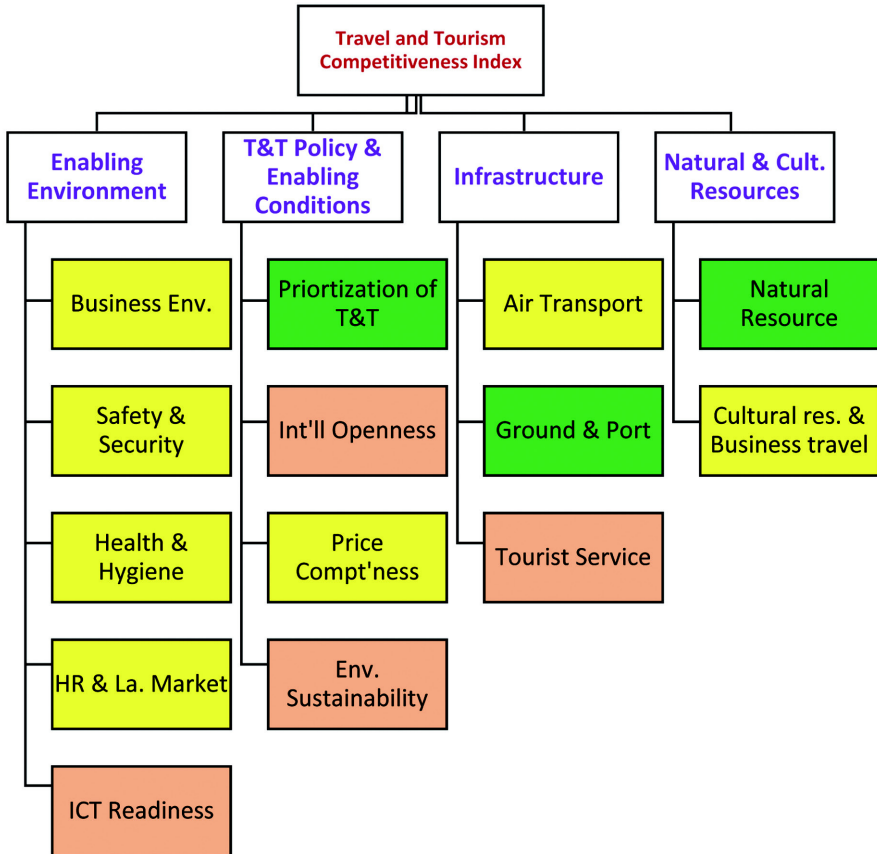 Travel and Tourism
Competitiveness Index
Enabling
Environment
T&T Policy &
Enabling
Conditions
Infrastructure
Natural & Cult.
Resources
Business Env.
Safety &
Security
Health &
Hygiene
HR & La. Market
ICT Readiness
Priortization of
T&T
Int'll Openness
Price
Compt'ness
Env.
Sustainability
Air Transport
Ground & Port
Tourist Service
Natural
Resource
Cultural res. &
Business travel